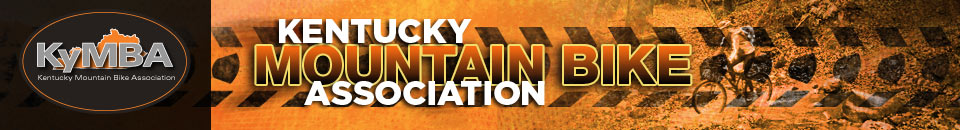 KyMBA
Kentucky Mountain Bike Association
KENTUCKY
MOUNTAIN BIKE
ASSOCIATION